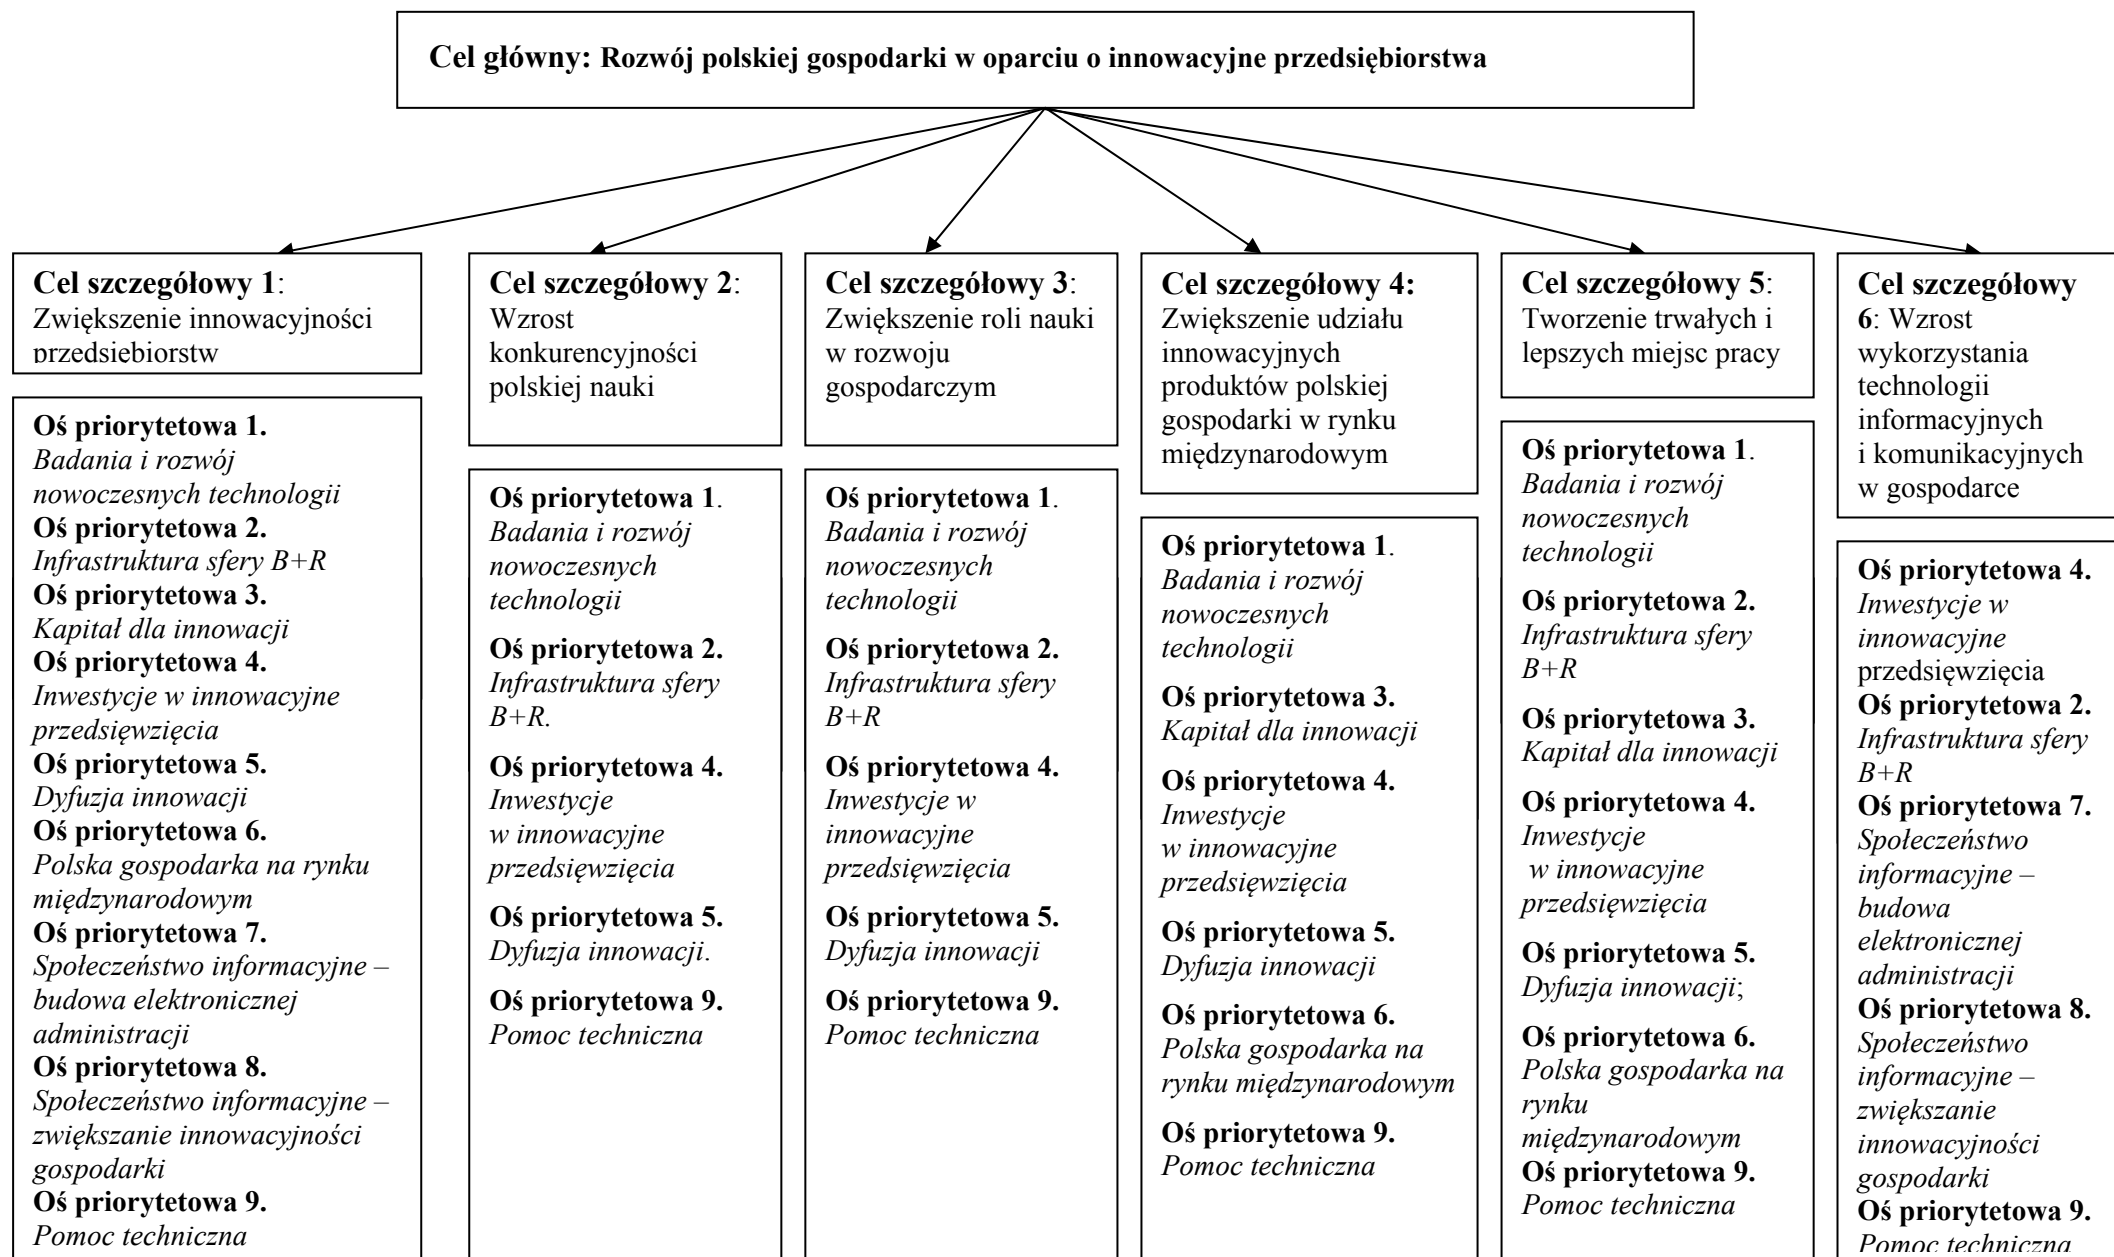 Cel główny: Rozwój polskiej gospodarki w oparciu o innowacyjne przedsiębiorstwa
Cel szczegółowy 1:
Zwiększenie innowacyjności
przedsiebiorstw
Oś priorytetowa 1.
Badania i rozwój
nowoczesnych technologii
Oś priorytetowa 2.
Infrastruktura sfery B+R
Oś priorytetowa 3.
Kapitał dla innowacji
Oś priorytetowa 4.
Inwestycje w innowacyjne
przedsięwzięcia
Oś priorytetowa 5.
Dyfuzja innowacji
Oś priorytetowa 6.
Polska gospodarka na rynku
międzynarodowym
Oś priorytetowa 7.
Społeczeństwo informacyjne –
budowa elektronicznej
administracji
Oś priorytetowa 8.
Społeczeństwo informacyjne –
zwiększanie innowacyjności
gospodarki
Oś priorytetowa 9.
Pomoc techniczna
Cel szczegółowy 2:
Wzrost
konkurencyjności
polskiej nauki
Oś priorytetowa 1.
Badania i rozwój
nowoczesnych
technologii
Oś priorytetowa 2.
Infrastruktura sfery
B+R.
Oś priorytetowa 4.
Inwestycje
w innowacyjne
przedsięwzięcia
Oś priorytetowa 5.
Dyfuzja innowacji.
Oś priorytetowa 9.
Pomoc techniczna
Cel szczegółowy 3:
Zwiększenie roli nauki
w rozwoju
gospodarczym
Oś priorytetowa 1.
Badania i rozwój
nowoczesnych
technologii
Oś priorytetowa 2.
Infrastruktura sfery
B+R
Oś priorytetowa 4.
Inwestycje w
innowacyjne
przedsięwzięcia
Oś priorytetowa 5.
Dyfuzja innowacji
Oś priorytetowa 9.
Pomoc techniczna
Cel szczegółowy 4:
Zwiększenie udziału
innowacyjnych
produktów polskiej
gospodarki w rynku
międzynarodowym
Oś priorytetowa 1.
Badania i rozwój
nowoczesnych
technologii
Oś priorytetowa 3.
Kapitał dla innowacji
Oś priorytetowa 4.
Inwestycje
w innowacyjne
przedsięwzięcia
Oś priorytetowa 5.
Dyfuzja innowacji
Oś priorytetowa 6.
Polska gospodarka na
rynku międzynarodowym
Oś priorytetowa 9.
Pomoc techniczna
Cel szczegółowy 5:
Tworzenie trwałych i
lepszych miejsc pracy
Oś priorytetowa 1.
Badania i rozwój
nowoczesnych
technologii
Oś priorytetowa 2.
Infrastruktura sfery
B+R
Oś priorytetowa 3.
Kapitał dla innowacji
Oś priorytetowa 4.
Inwestycje
w innowacyjne
przedsięwzięcia
Oś priorytetowa 5.
Dyfuzja innowacji;
Oś priorytetowa 6.
Polska gospodarka na
rynku
międzynarodowym
Oś priorytetowa 9.
Pomoc techniczna
Cel szczegółowy
6: Wzrost
wykorzystania
technologii
informacyjnych
i komunikacyjnych
w gospodarce
Oś priorytetowa 4.
Inwestycje w
innowacyjne
przedsięwzięcia
Oś priorytetowa 2.
Infrastruktura sfery
B+R
Oś priorytetowa 7.
Społeczeństwo
informacyjne –
budowa
elektronicznej
administracji
Oś priorytetowa 8.
Społeczeństwo
informacyjne –
zwiększanie
innowacyjności
gospodarki
Oś priorytetowa 9.
Pomoc techniczna